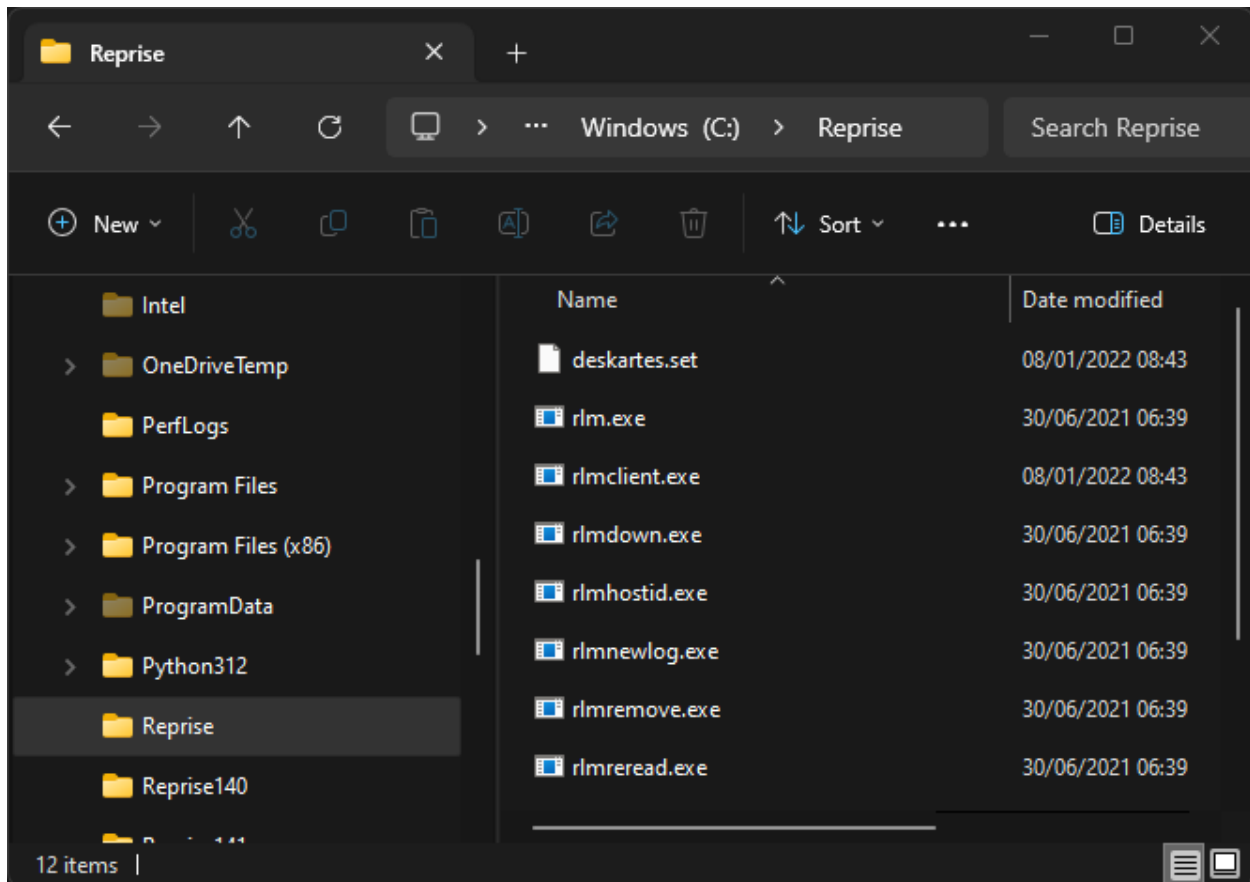 Reprise
Windows (C:) Reprise Search Reprise
New Sort Details
Name Date modified
Intel
OneDriveTemp
PerfLogs
Program Files
Program Files (x86)
ProgramData
Python312
Reprise
Reprise140
deskartes.set 08/01/2022 08:43
rlm.exe 30/06/2021 06:39
rlmclient.exe 08/01/2022 08:43
rlmdown.exe 30/06/2021 06:39
rlmhostid.exe 30/06/2021 06:39
rlmnewlog.exe 30/06/2021 06:39
rlmremove.exe 30/06/2021 06:39
rlmreread.exe 30/06/2021 06:39
12 items